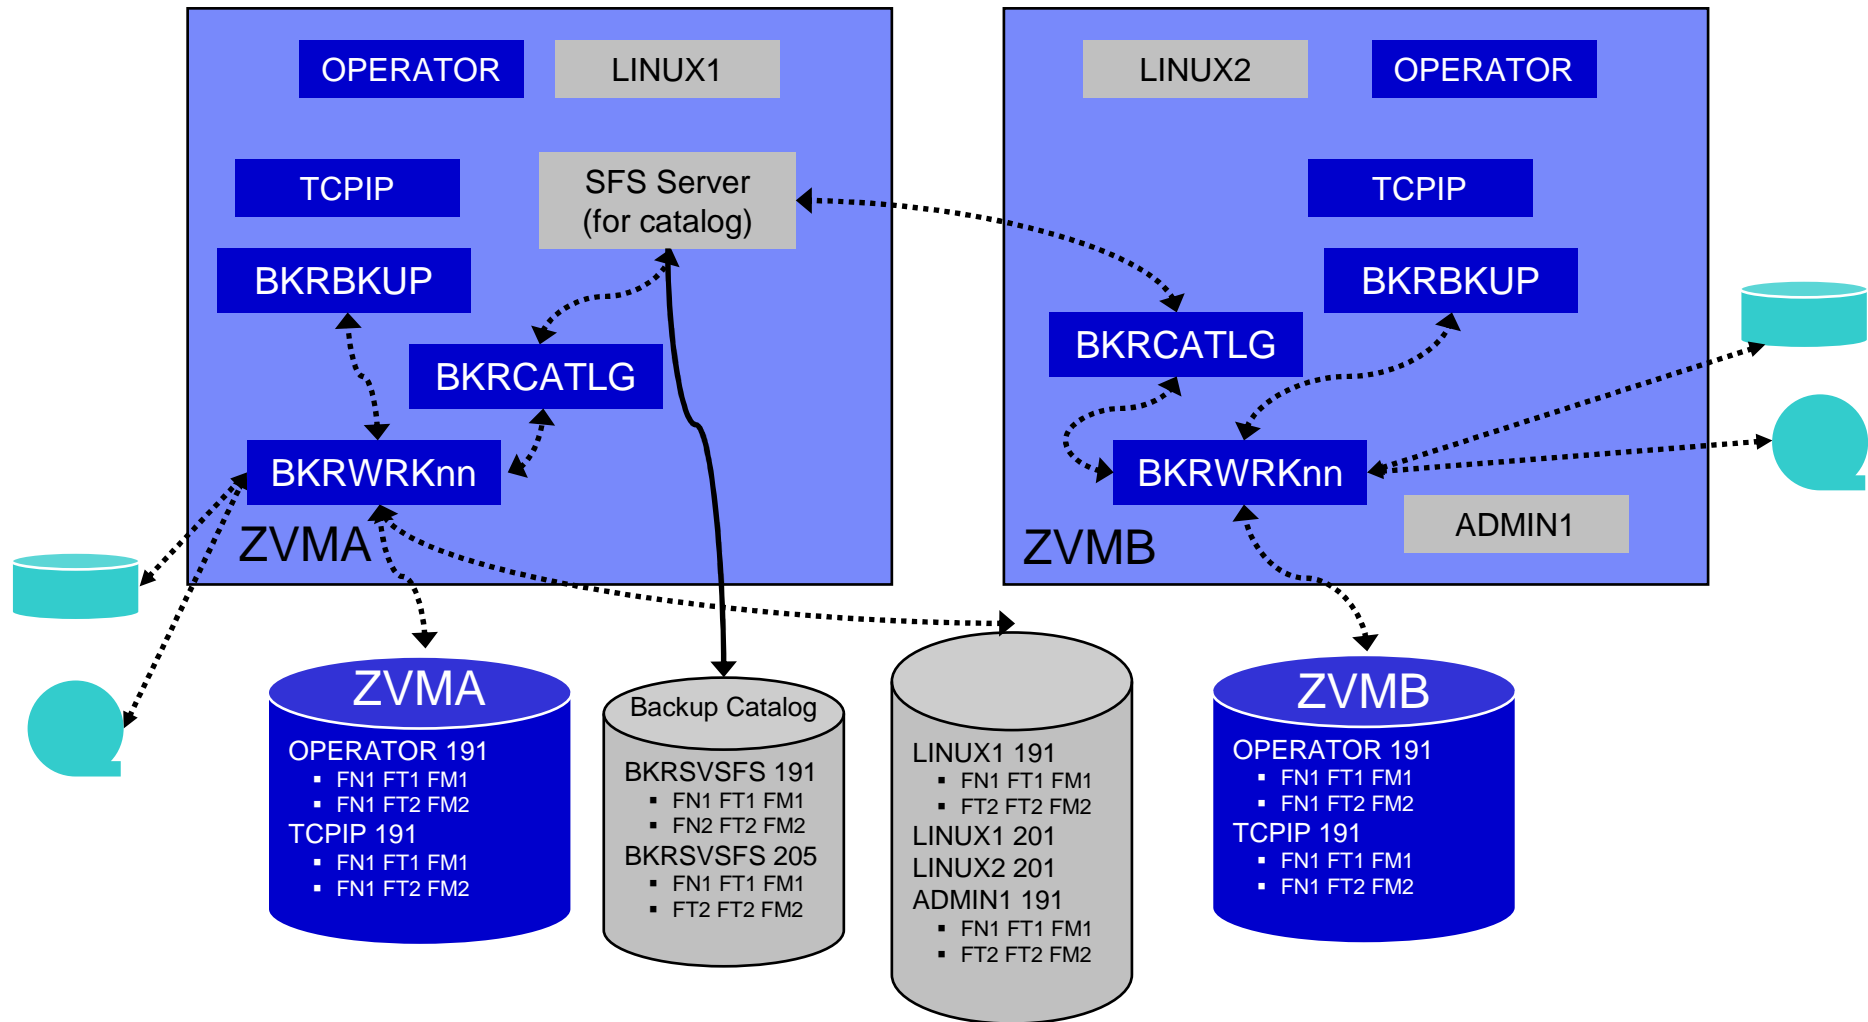 OPERATOR
LINUX1
TCPIP
SFS Server
(for catalog)
BKRBKUP
BKRCATLG
BKRWRKnn
ZVMA
LINUX2
OPERATOR
TCPIP
BKRBKUP
BKRCATLG
BKRWRKnn
ADMIN1
ZVMB
ZVMA
OPERATOR 191
▪ FN1 FT1 FM1
▪ FN1 FT2 FM2
TCPIP 191
▪ FN1 FT1 FM1
▪ FN1 FT2 FM2
Backup Catalog
BKRSVSFS 191
▪ FN1 FT1 FM1
▪ FN2 FT2 FM2
BKRSVSFS 205
▪ FN1 FT1 FM1
▪ FT2 FT2 FM2
LINUX1 191
▪ FN1 FT1 FM1
▪ FT2 FT2 FM2
LINUX1 201
LINUX2 201
ADMIN1 191
▪ FN1 FT1 FM1
▪ FT2 FT2 FM2
ZVMB
OPERATOR 191
▪ FN1 FT1 FM1
▪ FN1 FT2 FM2
TCPIP 191
▪ FN1 FT1 FM1
▪ FN1 FT2 FM2